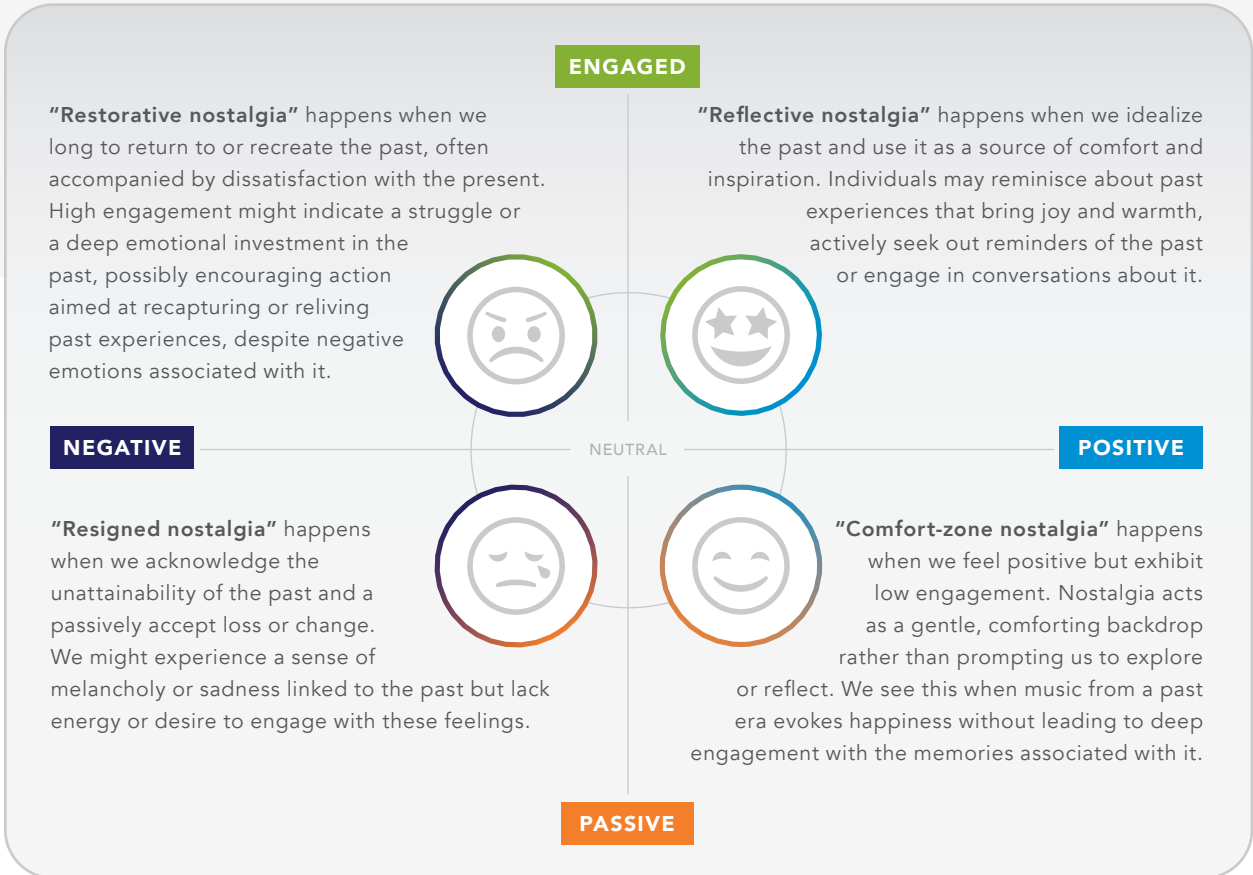 ENGAGED
“Restorative nostalgia” happens when we
long to return to or recreate the past, often
accompanied by dissatisfaction with the present.
High engagement might indicate a struggle or
a deep emotional investment in the
past, possibly encouraging action
aimed at recapturing or reliving
past experiences, despite negative
emotions associated with it.
“Reflective nostalgia” happens when we idealize
the past and use it as a source of comfort and
inspiration. Individuals may reminisce about past
experiences that bring joy and warmth,
actively seek out reminders of the past
or engage in conversations about it.
NEGATIVE
NEUTRAL
POSITIVE
“Resigned nostalgia” happens
when we acknowledge the
unattainability of the past and a
passively accept loss or change.
We might experience a sense of
melancholy or sadness linked to the past but lack
energy or desire to engage with these feelings.
“Comfort-zone nostalgia” happens
when we feel positive but exhibit
low engagement. Nostalgia acts
as a gentle, comforting backdrop
rather than prompting us to explore
or reflect. We see this when music from a past
era evokes happiness without leading to deep
engagement with the memories associated with it.
PASSIVE